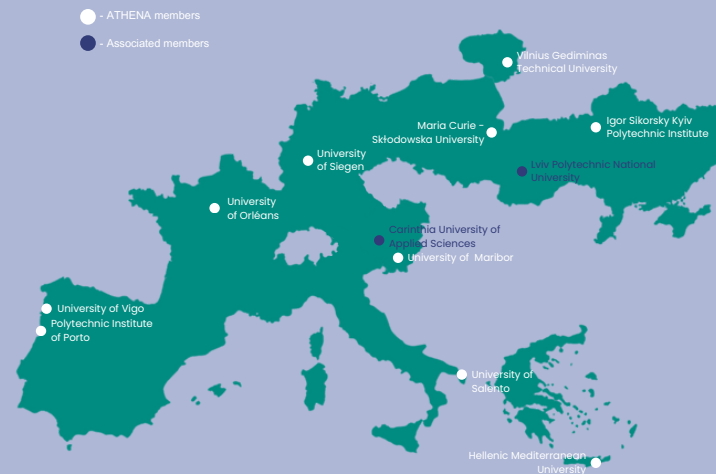 - ATHENA members
- Associated members
Vilnius Gediminas
Technical University
Maria Curie -
Skłodowska University
Igor Sikorsky Kyiv
Polytechnic Institute
University
of Siegen
Lviv Polytechnic National
University
University
of Orléans
Carinthia University of
Applied Sciences
University of Maribor
University of Vigo
Polytechnic Institute
of Porto
University of
Salento
Hellenic Mediterranean
University